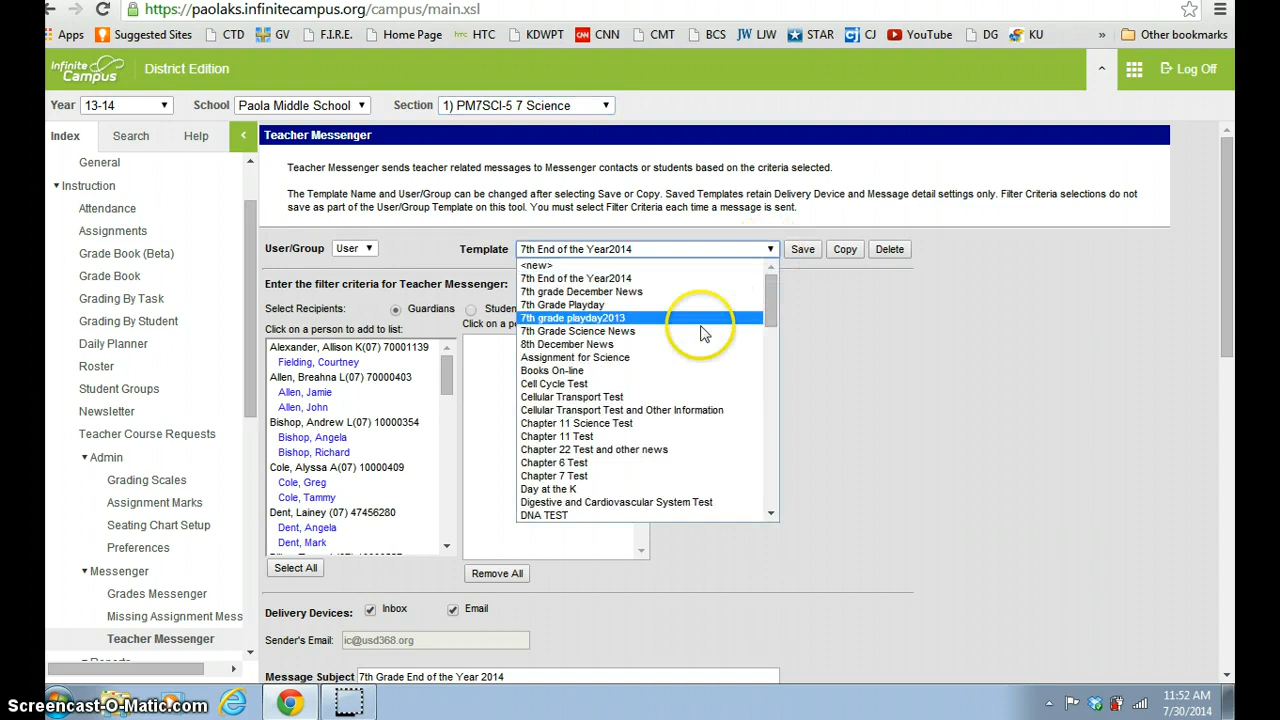 https://paolaks.infinitecampus.org/campus/main.xsl
Apps Suggested Sites CTD GV F.I.R.E. Home Page htc HTC KDWPT CNN CNN CMT BCS JW LJW STAR CJ CJ YouTube DG KU » Other bookmarks
Infinite Campus District Edition Log Off
Year 13-14 School Paola Middle School Section 1) PM7SCI-5 7 Science
Index Search Help
Teacher Messenger
General
Teacher Messenger sends teacher related messages to Messenger contacts or students based on the criteria selected.
Instruction
The Template Name and User/Group can be changed after selecting Save or Copy. Saved Templates retain Delivery Device and Message detail settings only. Filter Criteria selections do not
save as part of the User/Group Template on this tool. You must select Filter Criteria each time a message is sent.
Attendance
Assignments
Grade Book (Beta)
Grade Book
Grading By Task
Grading By Student
Daily Planner
Roster
Student Groups
Newsletter
Teacher Course Requests
Admin
Grading Scales
Assignment Marks
Seating Chart Setup
Preferences
Messenger
Grades Messenger
Missing Assignment Mess
Teacher Messenger
User/Group User Template 7th End of the Year2014 Save Copy Delete
<new>
7th End of the Year2014
7th grade December News
7th Grade Playday
7th grade playday2013
7th Grade Science News
8th December News
Assignment for Science
Books On-line
Cell Cycle Test
Cellular Transport Test
Cellular Transport Test and Other Information
Chapter 11 Science Test
Chapter 11 Test
Chapter 22 Test and other news
Chapter 6 Test
Chapter 7 Test
Day at the K
Digestive and Cardiovascular System Test
DNA TEST
Enter the filter criteria for Teacher Messenger:
Select Recipients: Guardians Studen
Click on a person to add to list: Click on a pe
Alexander, Allison K(07) 70001139
Fielding, Courtney
Allen, Breahna L(07) 70000403
Allen, Jamie
Allen, John
Bishop, Andrew L(07) 10000354
Bishop, Angela
Bishop, Richard
Cole, Alyssa A(07) 10000409
Cole, Greg
Cole, Tammy
Dent, Lainey (07) 47456280
Dent, Angela
Dent, Mark
Select All Remove All
Delivery Devices: Inbox Email
Sender's Email: ic@usd368.org
Message Subject 7th Grade End of the Year 2014
Screencast-O-Matic.com
11:52 AM
7/30/2014